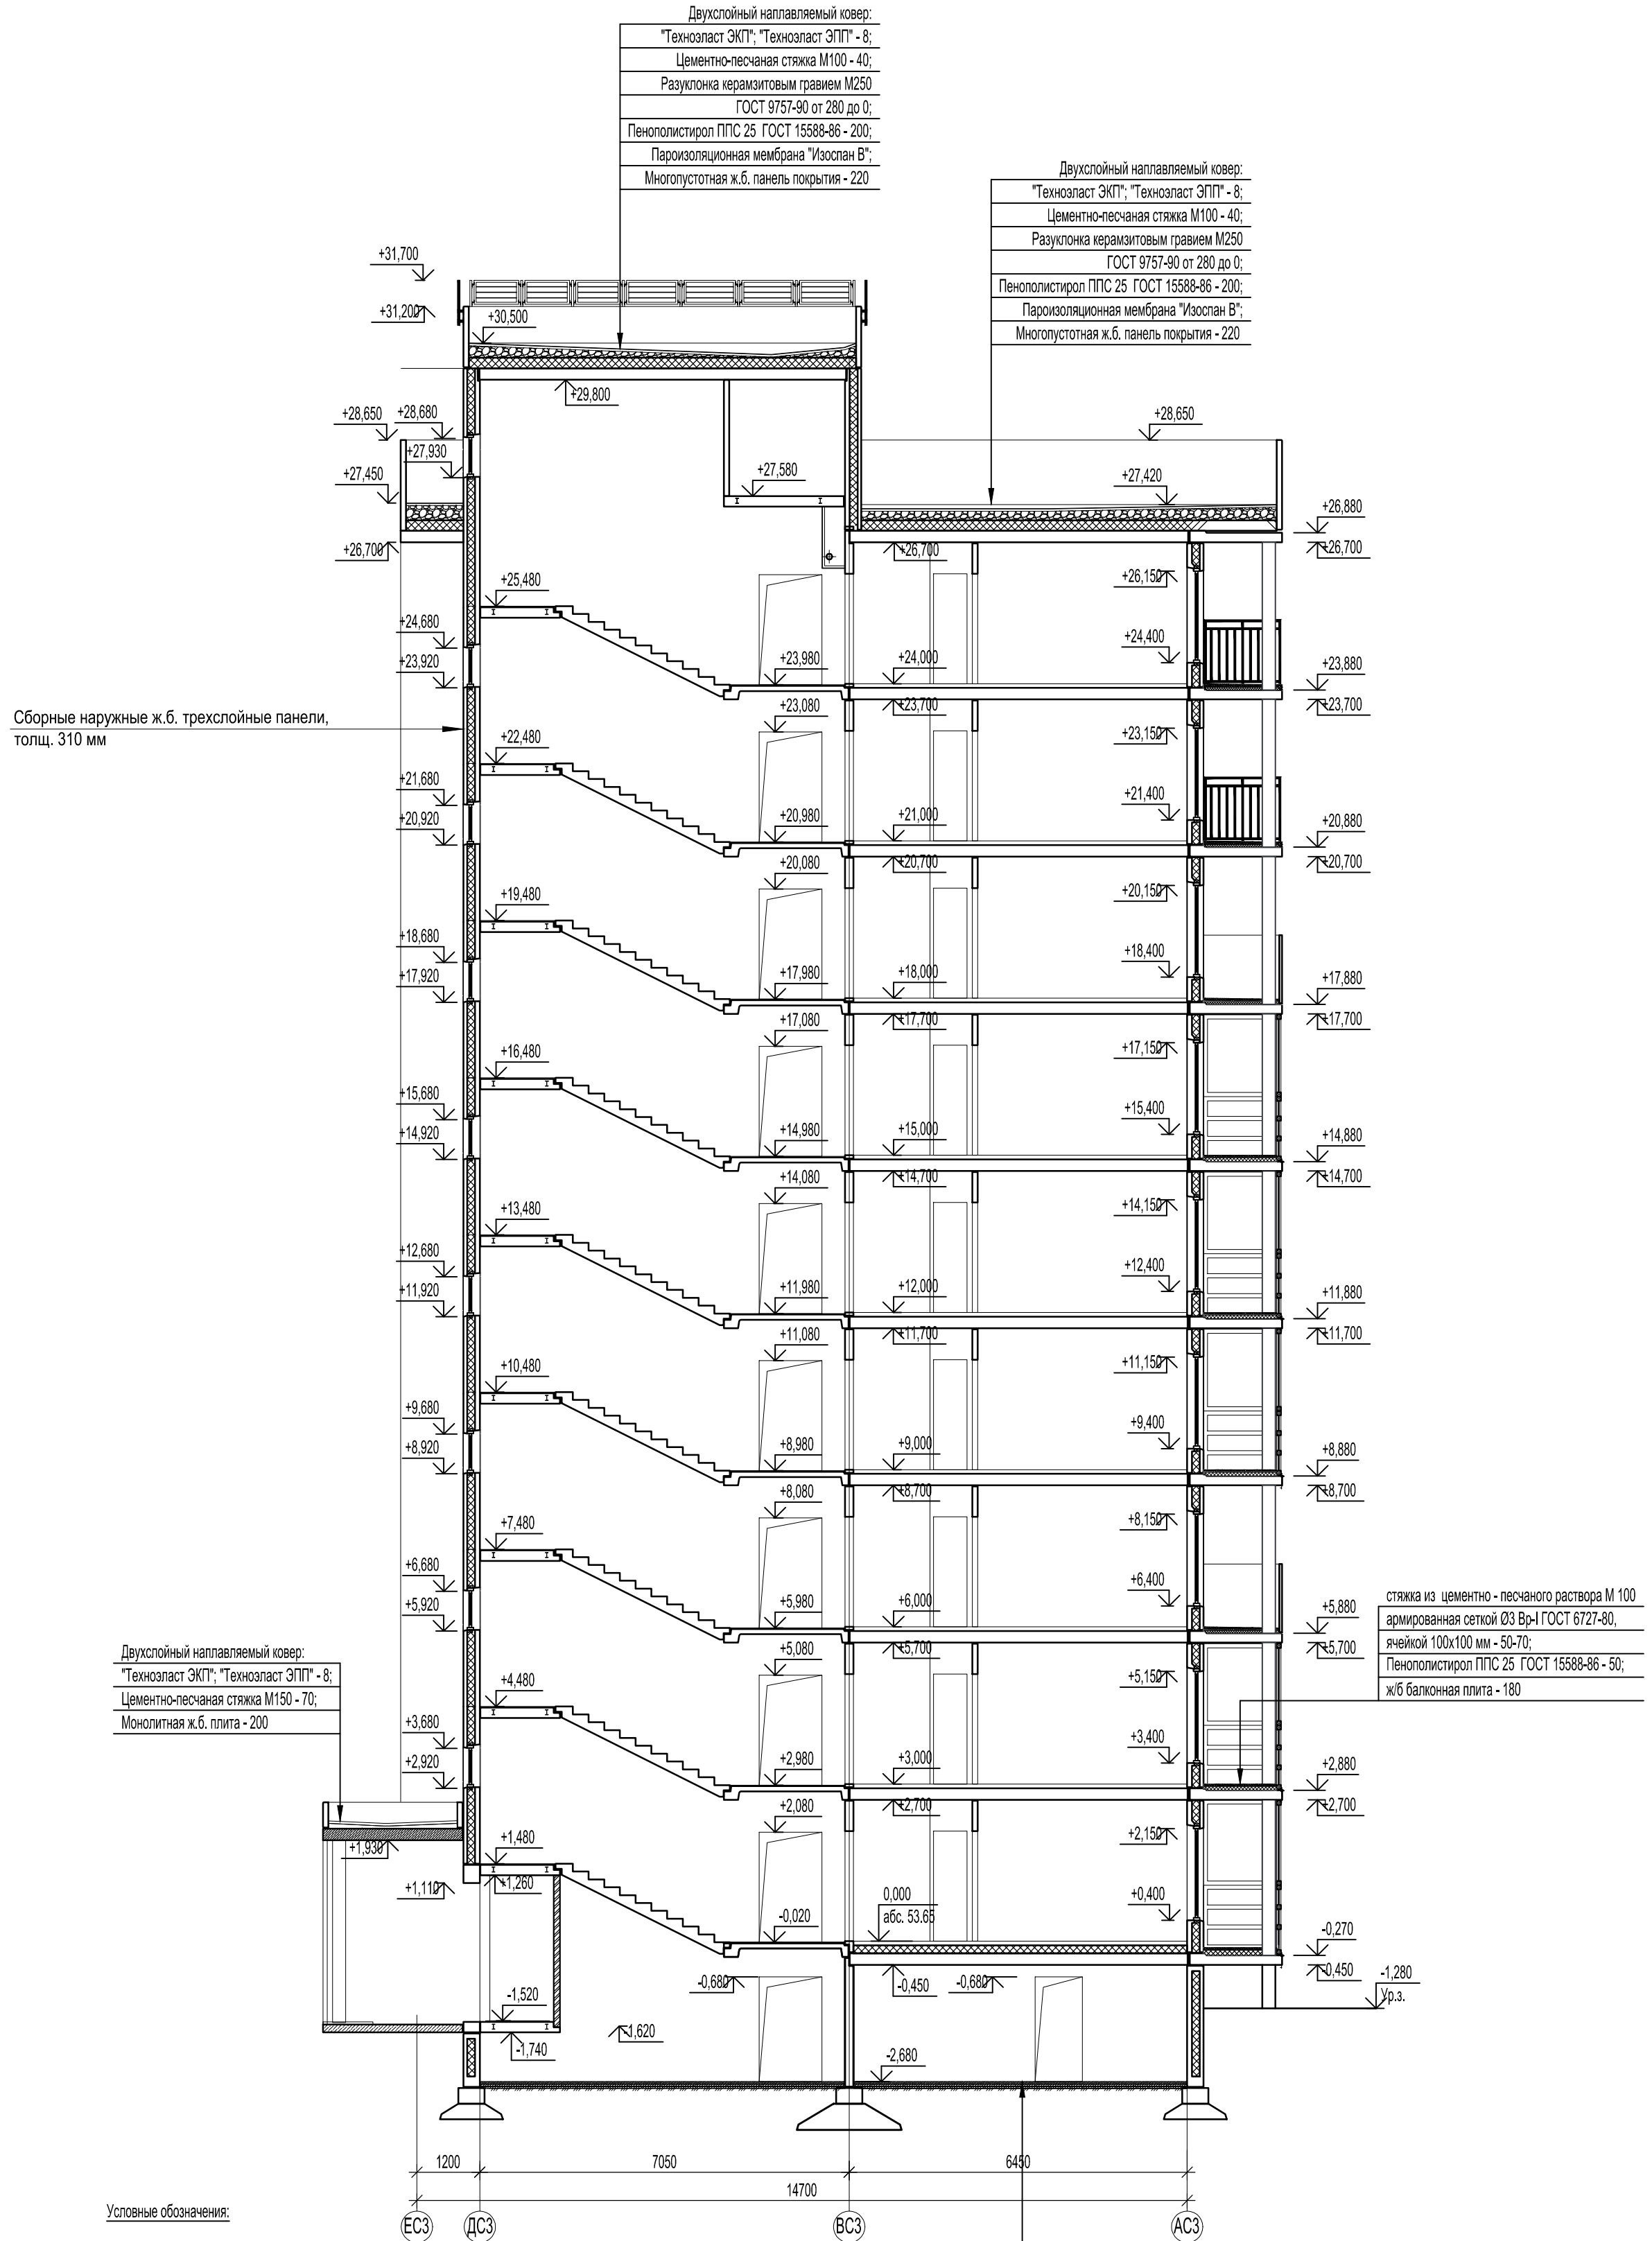 Двухслойный наплавляемый ковер:
"Техноэласт ЭКП"; "Техноэласт ЭПП" - 8;
Цементно-песчаная стяжка М100 - 40;
Разуклонка керамзитовым гравием М250
ГОСТ 9757-90 от 280 до 0;
Пенополистирол ППС 25 ГОСТ 15588-86 - 200;
Пароизоляционная мембрана "Изоспан В";
Многопустотная ж.б. панель покрытия - 220
Двухслойный наплавляемый ковер:
"Техноэласт ЭКП"; "Техноэласт ЭПП" - 8;
Цементно-песчаная стяжка М100 - 40;
Разуклонка керамзитовым гравием М250
ГОСТ 9757-90 от 280 до 0;
Пенополистирол ППС 25 ГОСТ 15588-86 - 200;
Пароизоляционная мембрана "Изоспан В";
Многопустотная ж.б. панель покрытия - 220
+31,700
+31,200
+30,500
+29,800
+28,650 +28,680 +28,650
+27,930
+27,450 +27,580 +27,420
+26,880
+26,700 +26,700 +26,700
+25,480 +26,150
+24,680 +24,400
+23,920 +23,980 +24,000 +23,880
+23,080 +23,700 +23,700
Сборные наружные ж.б. трехслойные панели,
толщ. 310 мм
+22,480 +23,150
+21,680 +21,400
+20,920 +20,980 +21,000 +20,880
+20,080 +20,700 +20,700
+19,480 +20,150
+18,680 +18,400
+17,920 +17,980 +18,000 +17,880
+17,080 +17,700 +17,700
+16,480 +17,150
+15,680 +15,400
+14,920 +14,980 +15,000 +14,880
+14,080 +14,700 +14,700
+13,480 +14,150
+12,680 +12,400
+11,920 +11,980 +12,000 +11,880
+11,080 +11,700 +11,700
+10,480 +11,150
+9,680 +9,400
+8,920 +8,980 +9,000 +8,880
+8,080 +8,700 +8,700
+7,480 +8,150
+6,680 +6,400
+5,920 +5,980 +6,000 +5,880
+5,080 +5,700 +5,700
стяжка из цементно - песчаного раствора М 100
армированная сеткой Ø3 Вр-I ГОСТ 6727-80,
ячейкой 100х100 мм - 50-70;
Пенополистирол ППС 25 ГОСТ 15588-86 - 50;
ж/б балконная плита - 180
Двухслойный наплавляемый ковер:
"Техноэласт ЭКП"; "Техноэласт ЭПП" - 8;
Цементно-песчаная стяжка М150 - 70;
Монолитная ж.б. плита - 200
+4,480 +5,150
+3,680 +3,400
+2,920 +2,980 +3,000 +2,880
+2,080 +2,700 +2,700
+1,930 +1,480 +2,150
+1,110 +1,260 0,000 +0,400
-0,020 абс. 53.65 -0,270
-0,680 -0,450 -0,680 -0,450 -1,280
Ур.з.
-1,520
-1,740 -1,620
-2,680
1200 7050 6450
14700
Условные обозначения:
ЕС3 ДС3 ВС3 АС3